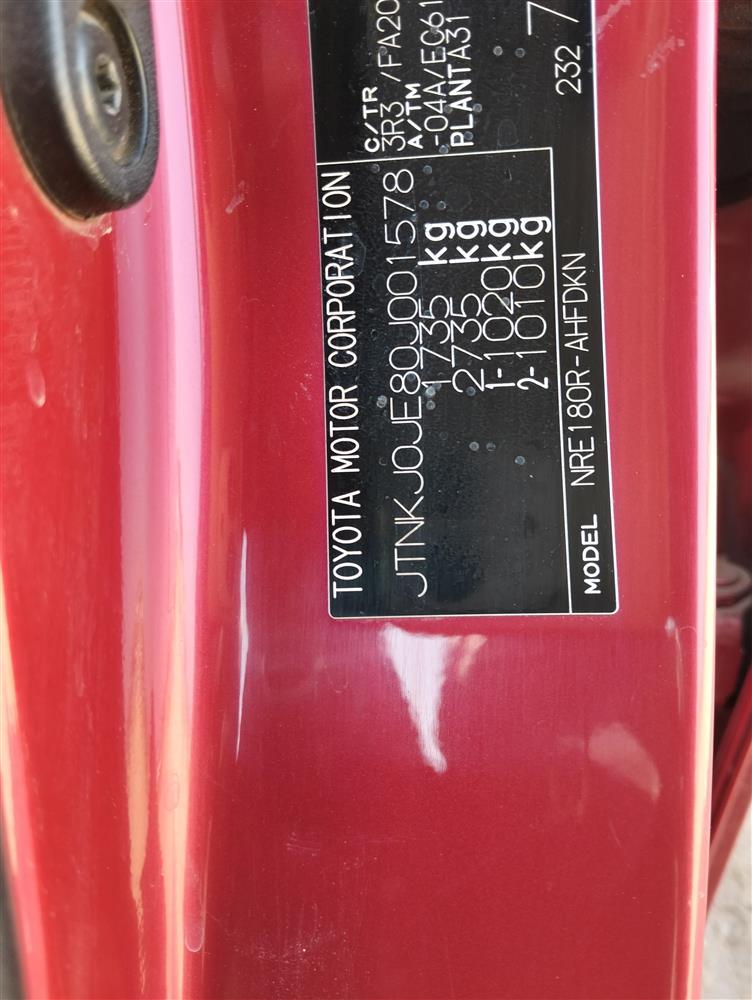 TOYOTA MOTOR CORPORATION
JTNKJ0JE80J001578
1735 kg
2735 kg
1-1020kg
2-1010kg
C/TR
3R3 /FA20
A/TM
-04A/EC61
PLANTA31
MODEL NRE180R-AHFDKN
232 7